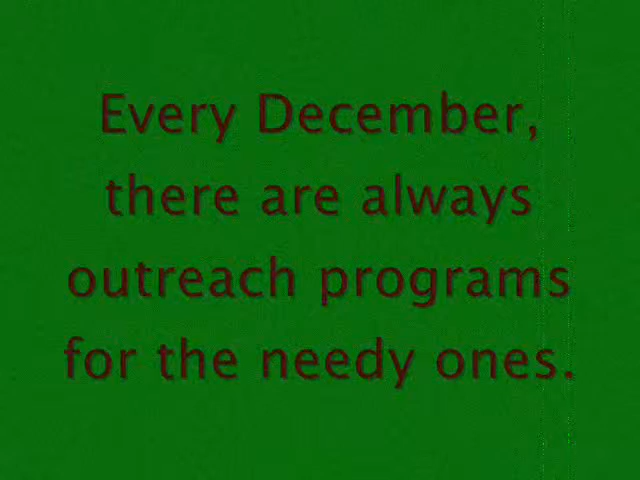 Every December,
there are always
outreach programs
for the needy ones.